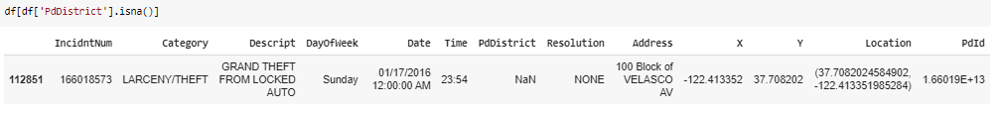 df[df['PdDistrict'].isna()]
IncidntNum Category Descript DayOfWeek Date Time PdDistrict Resolution Address X Y Location PdId
112851 166018573 LARCENY/THEFT GRAND THEFT FROM LOCKED AUTO Sunday 01/17/2016 12:00:00 AM 23:54 NaN NONE 100 Block of VELASCO AV -122.413352 37.708202 (37.7082024584902, -122.413351985284) 1.66019E+13